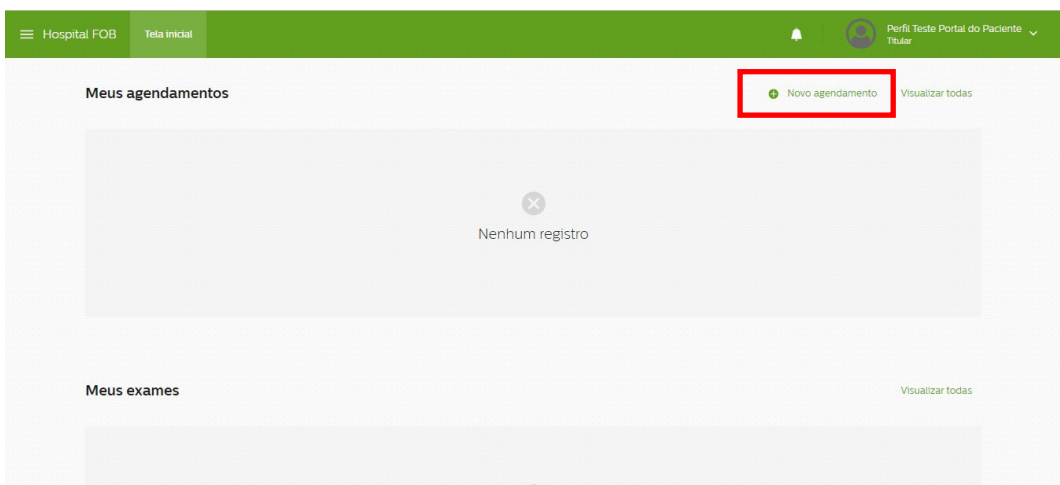 Hospital FOB Tela inicial Perfil Teste Portal do Paciente
Titular
Meus agendamentos Novo agendamento Visualizar todas
Nenhum registro
Meus exames Visualizar todas